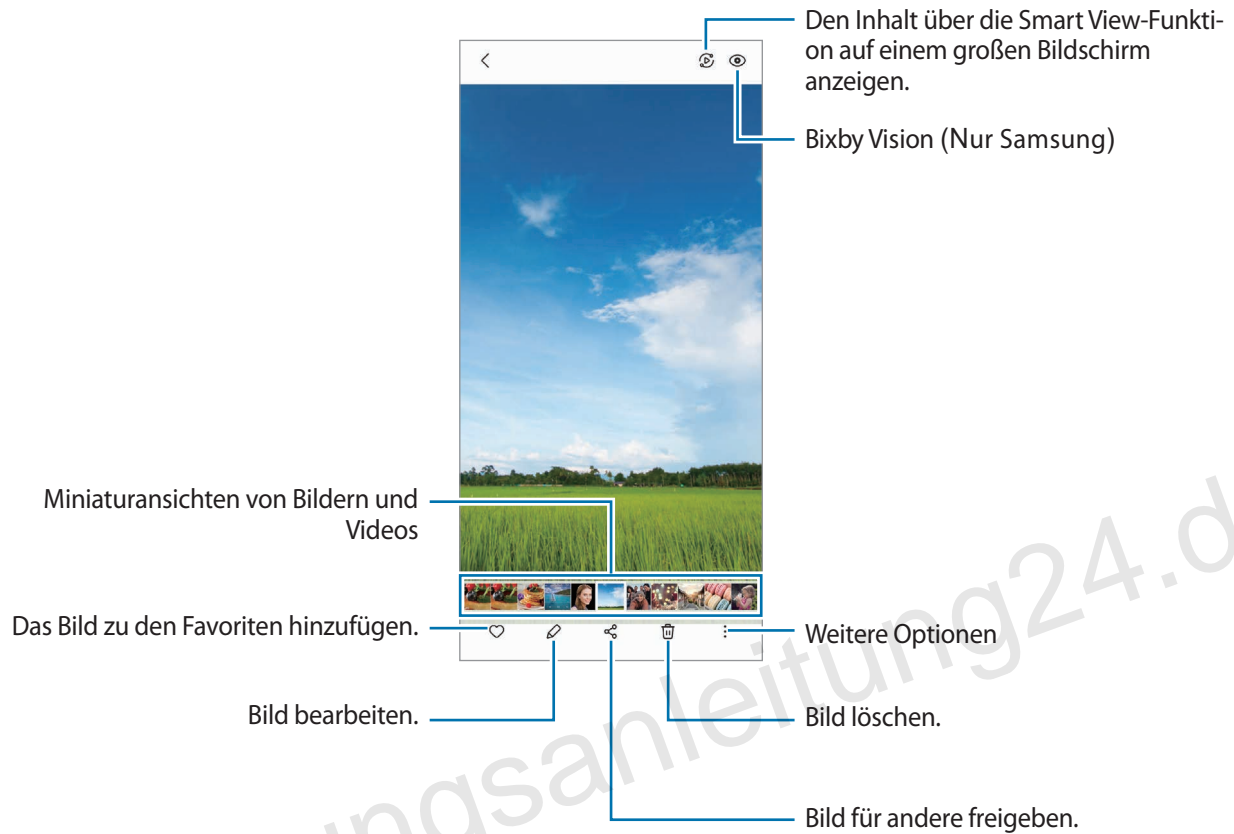 Den Inhalt über die Smart View-Funkti-
on auf einem großen Bildschirm
anzeigen.
Bixby Vision (Nur Samsung)
Miniaturansichten von Bildern und
Videos
Das Bild zu den Favoriten hinzufügen.
Weitere Optionen
Bild bearbeiten.
Bild löschen.
Bild für andere freigeben.
ungsanleitung24.d